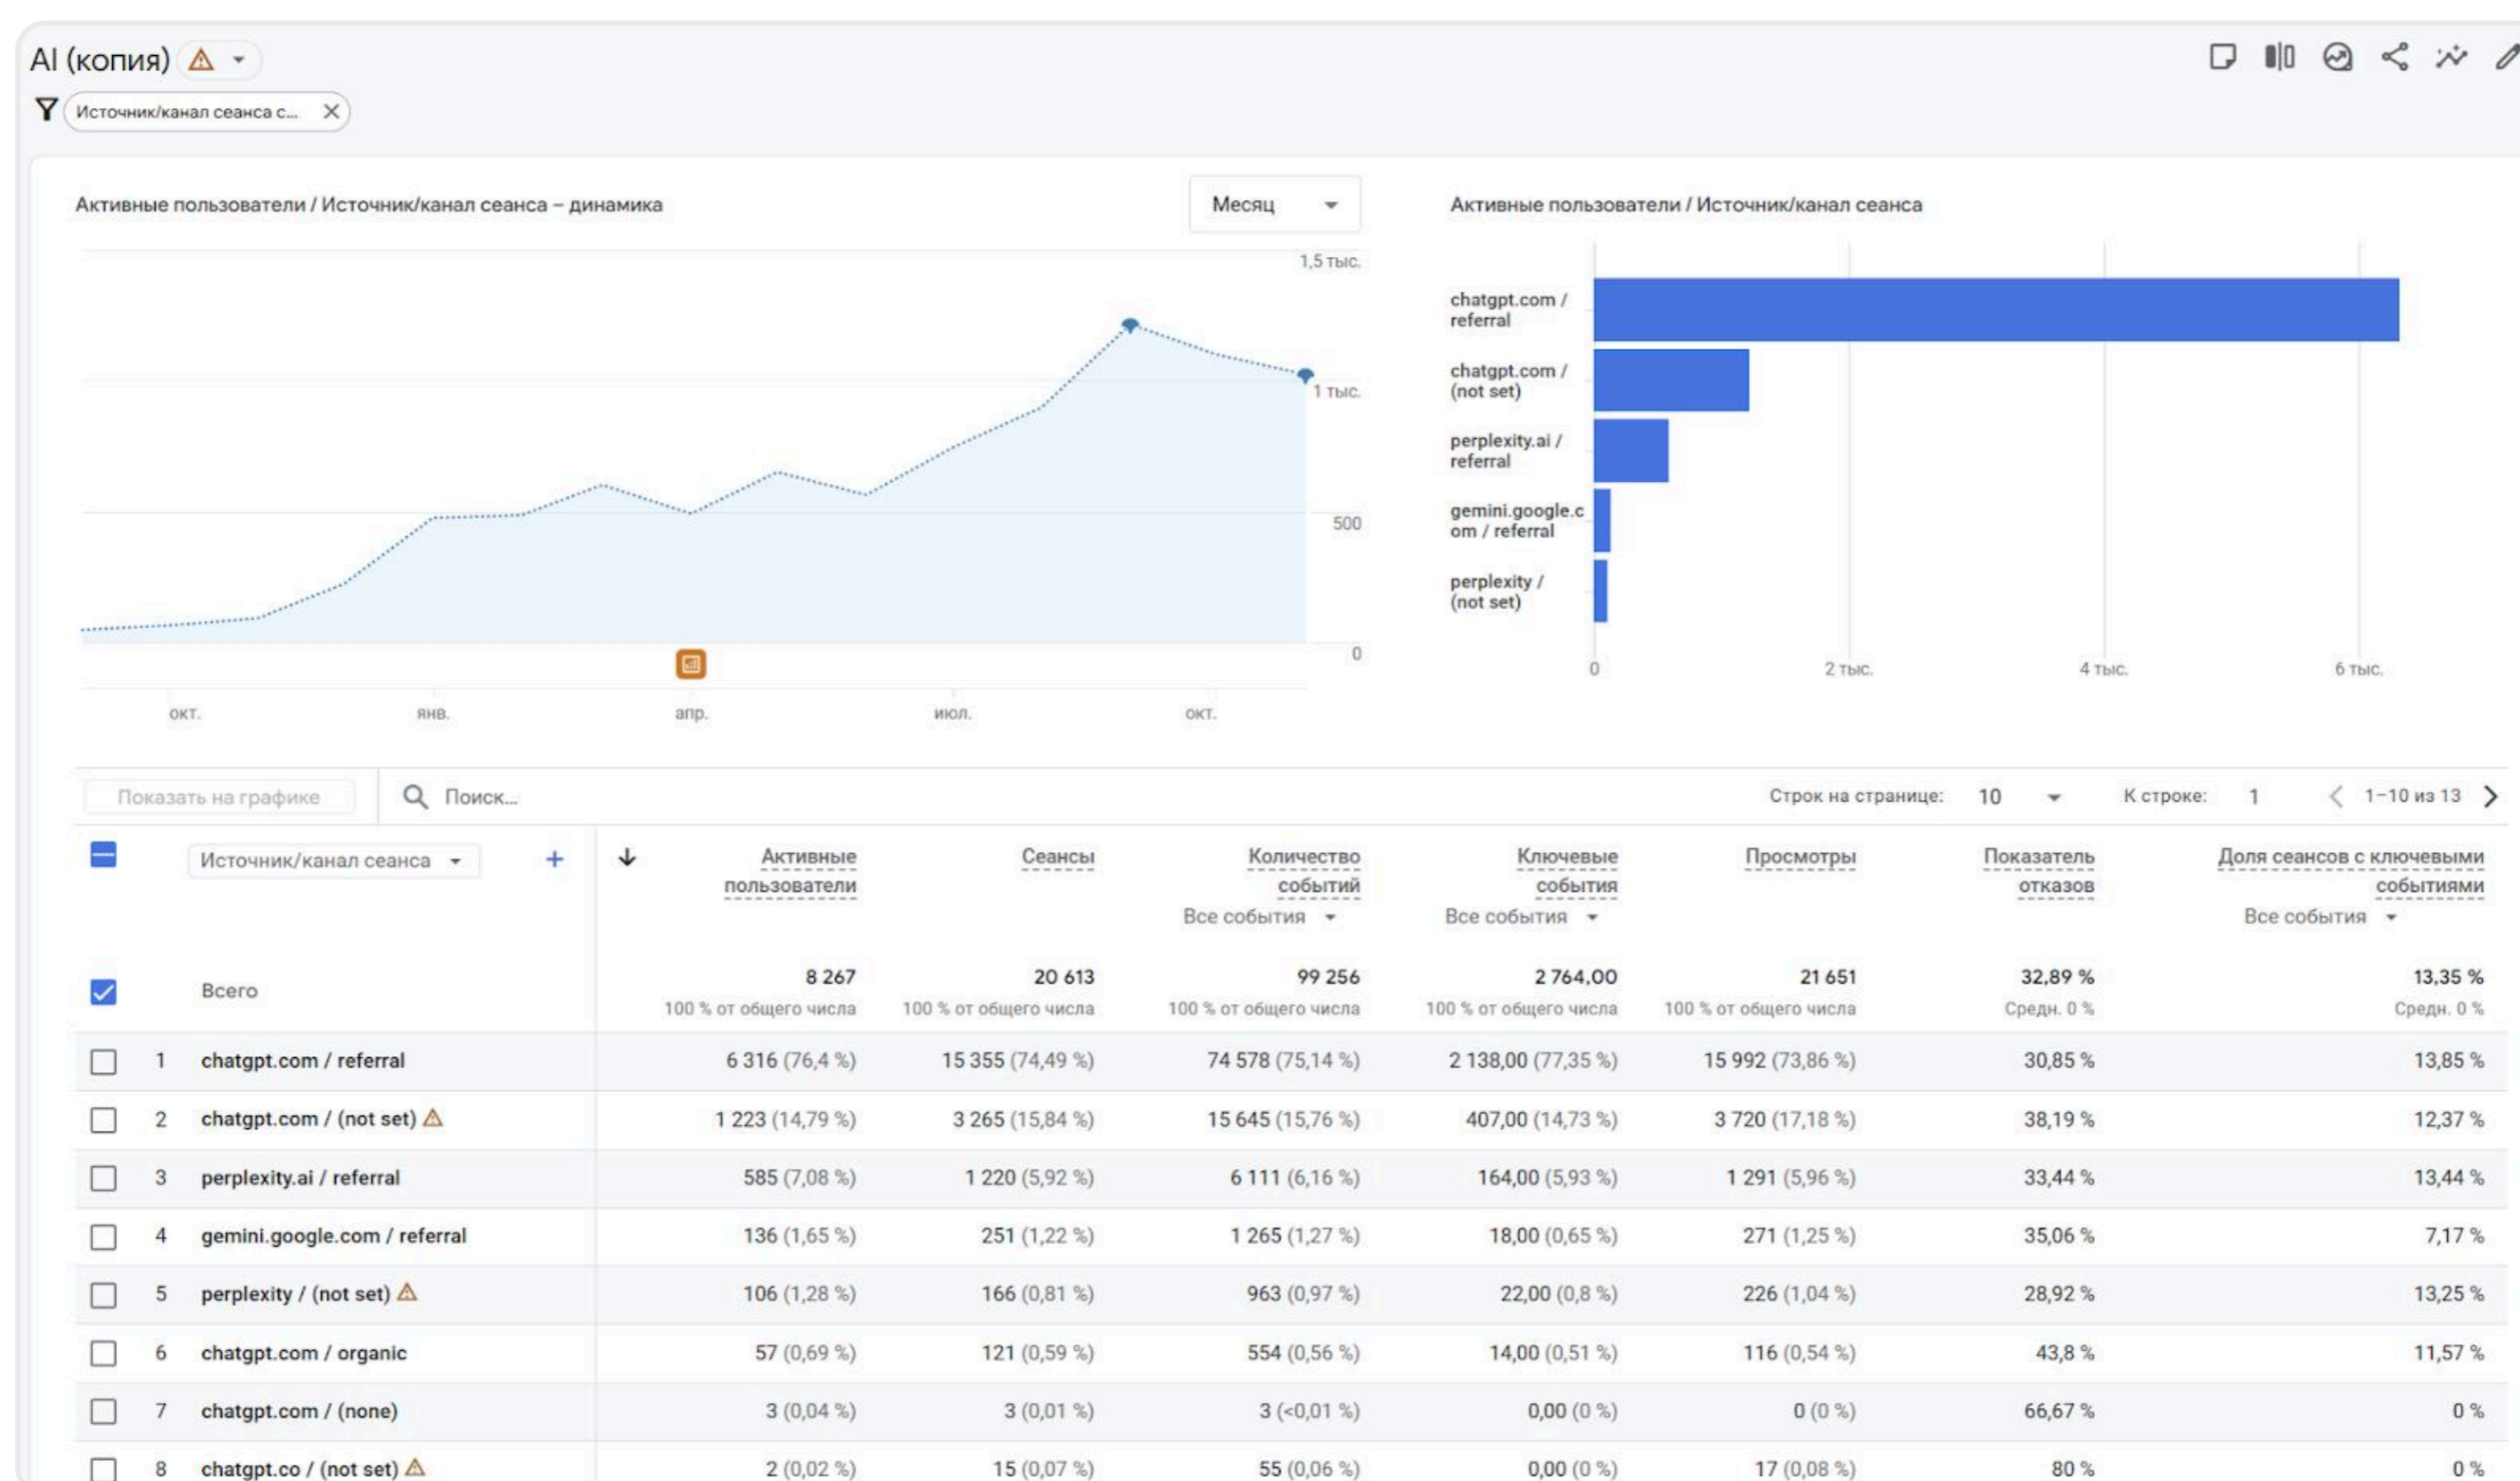 AI (копия)
Источник/канал сеанса с...
Активные пользователи / Источник/канал сеанса – динамика
Месяц
1,5 тыс.
1 тыс.
500
0
окт. янв. апр. июл. окт.
Активные пользователи / Источник/канал сеанса
chatgpt.com /
referral
chatgpt.com /
(not set)
perplexity.ai /
referral
gemini.google.c
om / referral
perplexity /
(not set)
0 2 тыс. 4 тыс. 6 тыс.
Показать на графике Поиск... Строк на странице: 10 К строке: 1 1–10 из 13
Источник/канал сеанса + Активные Сеансы Количество Ключевые Просмотры Показатель Доля сеансов с ключевыми
пользователи событий события отказов событиями
Все события Все события Все события
Всего 8 267 20 613 99 256 2 764,00 21 651 32,89 % 13,35 %
100 % от общего числа 100 % от общего числа 100 % от общего числа 100 % от общего числа 100 % от общего числа Средн. 0 % Средн. 0 %
1 chatgpt.com / referral 6 316 (76,4 %) 15 355 (74,49 %) 74 578 (75,14 %) 2 138,00 (77,35 %) 15 992 (73,86 %) 30,85 % 13,85 %
2 chatgpt.com / (not set) 1 223 (14,79 %) 3 265 (15,84 %) 15 645 (15,76 %) 407,00 (14,73 %) 3 720 (17,18 %) 38,19 % 12,37 %
3 perplexity.ai / referral 585 (7,08 %) 1 220 (5,92 %) 6 111 (6,16 %) 164,00 (5,93 %) 1 291 (5,96 %) 33,44 % 13,44 %
4 gemini.google.com / referral 136 (1,65 %) 251 (1,22 %) 1 265 (1,27 %) 18,00 (0,65 %) 271 (1,25 %) 35,06 % 7,17 %
5 perplexity / (not set) 106 (1,28 %) 166 (0,81 %) 963 (0,97 %) 22,00 (0,8 %) 226 (1,04 %) 28,92 % 13,25 %
6 chatgpt.com / organic 57 (0,69 %) 121 (0,59 %) 554 (0,56 %) 14,00 (0,51 %) 116 (0,54 %) 43,8 % 11,57 %
7 chatgpt.com / (none) 3 (0,04 %) 3 (0,01 %) 3 (<0,01 %) 0,00 (0 %) 0 (0 %) 66,67 % 0 %
8 chatgpt.co / (not set) 2 (0,02 %) 15 (0,07 %) 55 (0,06 %) 0,00 (0 %) 17 (0,08 %) 80 % 0 %